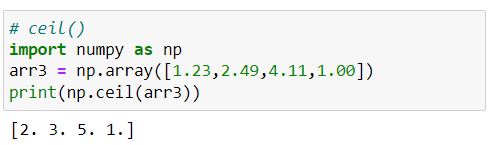 # ceil()
import numpy as np
arr3 = np.array([1.23,2.49,4.11,1.00])
print(np.ceil(arr3))
[2. 3. 5. 1.]